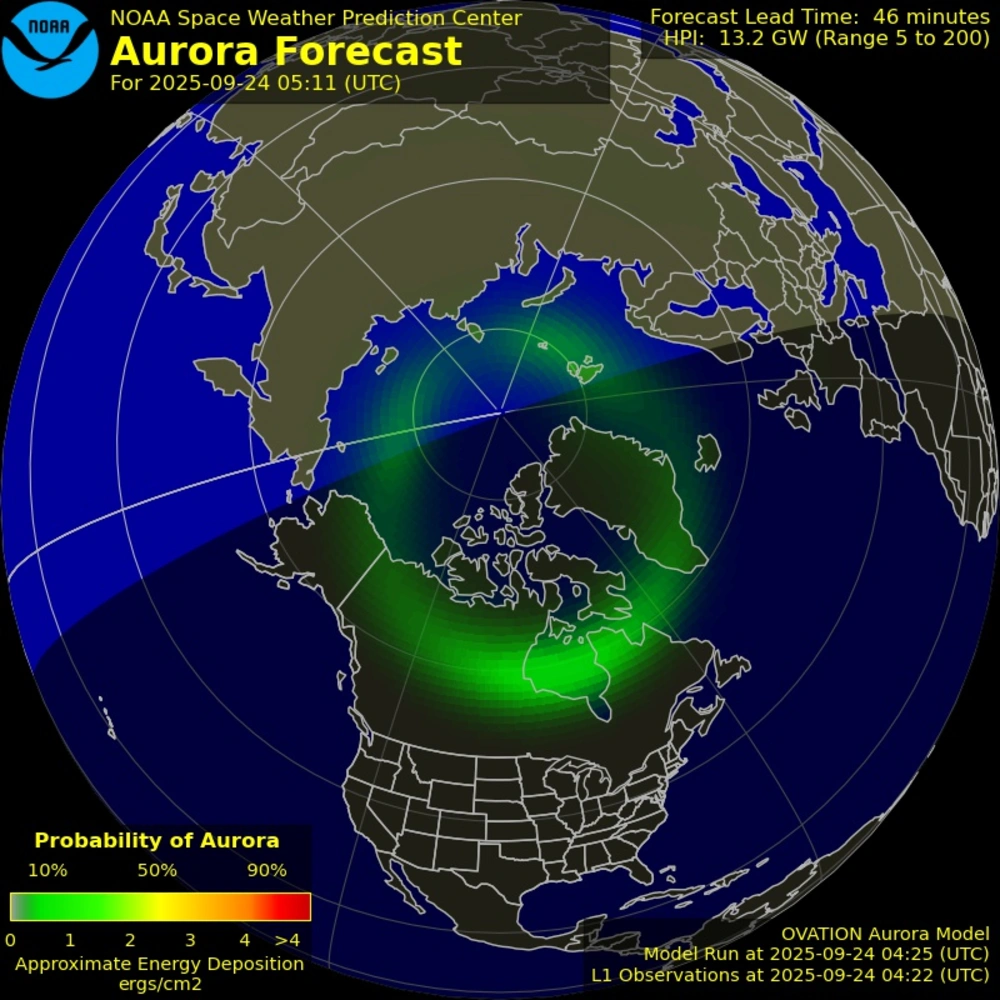 NOAA
NOAA Space Weather Prediction Center
Aurora Forecast
For 2025-09-24 05:11 (UTC)
Forecast Lead Time: 46 minutes
HPI: 13.2 GW (Range 5 to 200)
Probability of Aurora
10% 50% 90%
0 1 2 3 4 >4
Approximate Energy Deposition
ergs/cm2
OVATION Aurora Model
Model Run at 2025-09-24 04:25 (UTC)
L1 Observations at 2025-09-24 04:22 (UTC)